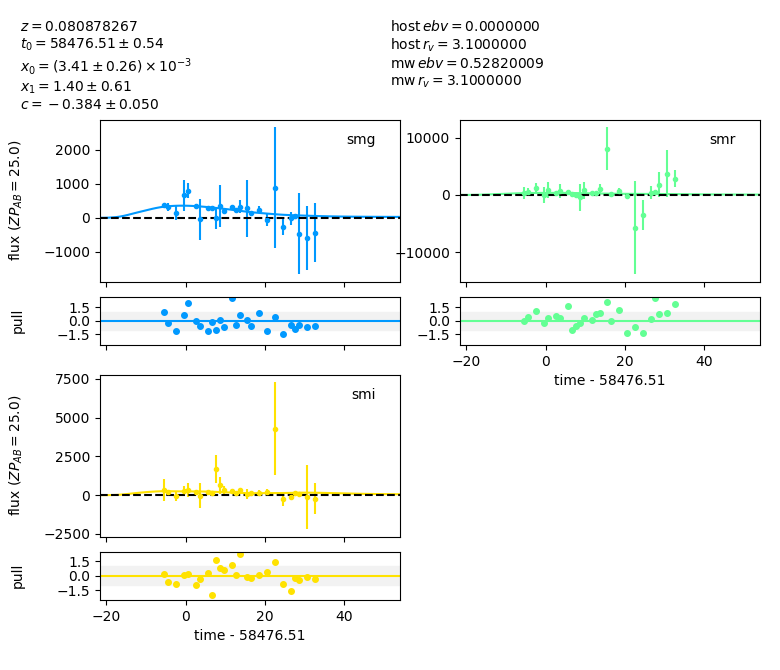 z = 0.080878267
t₀ = 58476.51 ± 0.54
x₀ = (3.41 ± 0.26) × 10⁻³
x₁ = 1.40 ± 0.61
c = −0.384 ± 0.050
host ebv = 0.0000000
host r_v = 3.1000000
mw ebv = 0.52820009
mw r_v = 3.1000000
smg
flux (ZP_AB = 25.0)
2000
1000
0
−1000
pull
1.5
0.0
−1.5
smr
10000
0
−10000
1.5
0.0
−1.5
−20
0
20
40
time - 58476.51
smi
flux (ZP_AB = 25.0)
7500
5000
2500
0
−2500
pull
1.5
0.0
−1.5
−20
0
20
40
time - 58476.51